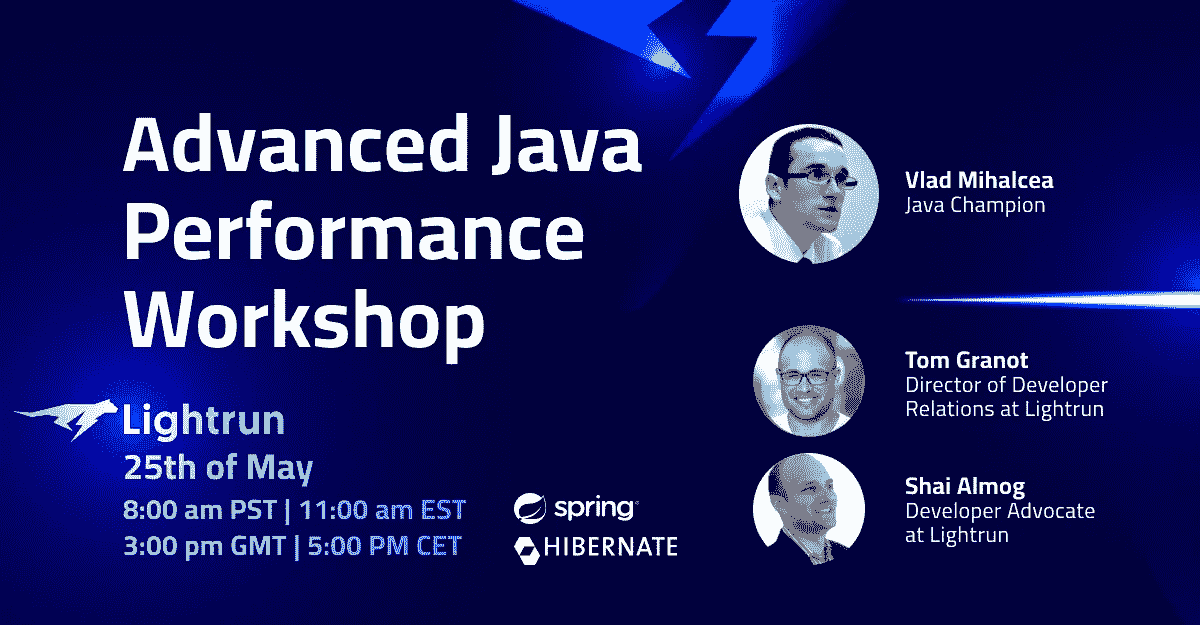 Advanced Java
Performance
Workshop
Lightrun
25th of May
8:00 am PST | 11:00 am EST
3:00 pm GMT | 5:00 PM CET
spring
HIBERNATE
Vlad Mihalcea
Java Champion
Tom Granot
Director of Developer
Relations at Lightrun
Shai Almog
Developer Advocate
at Lightrun